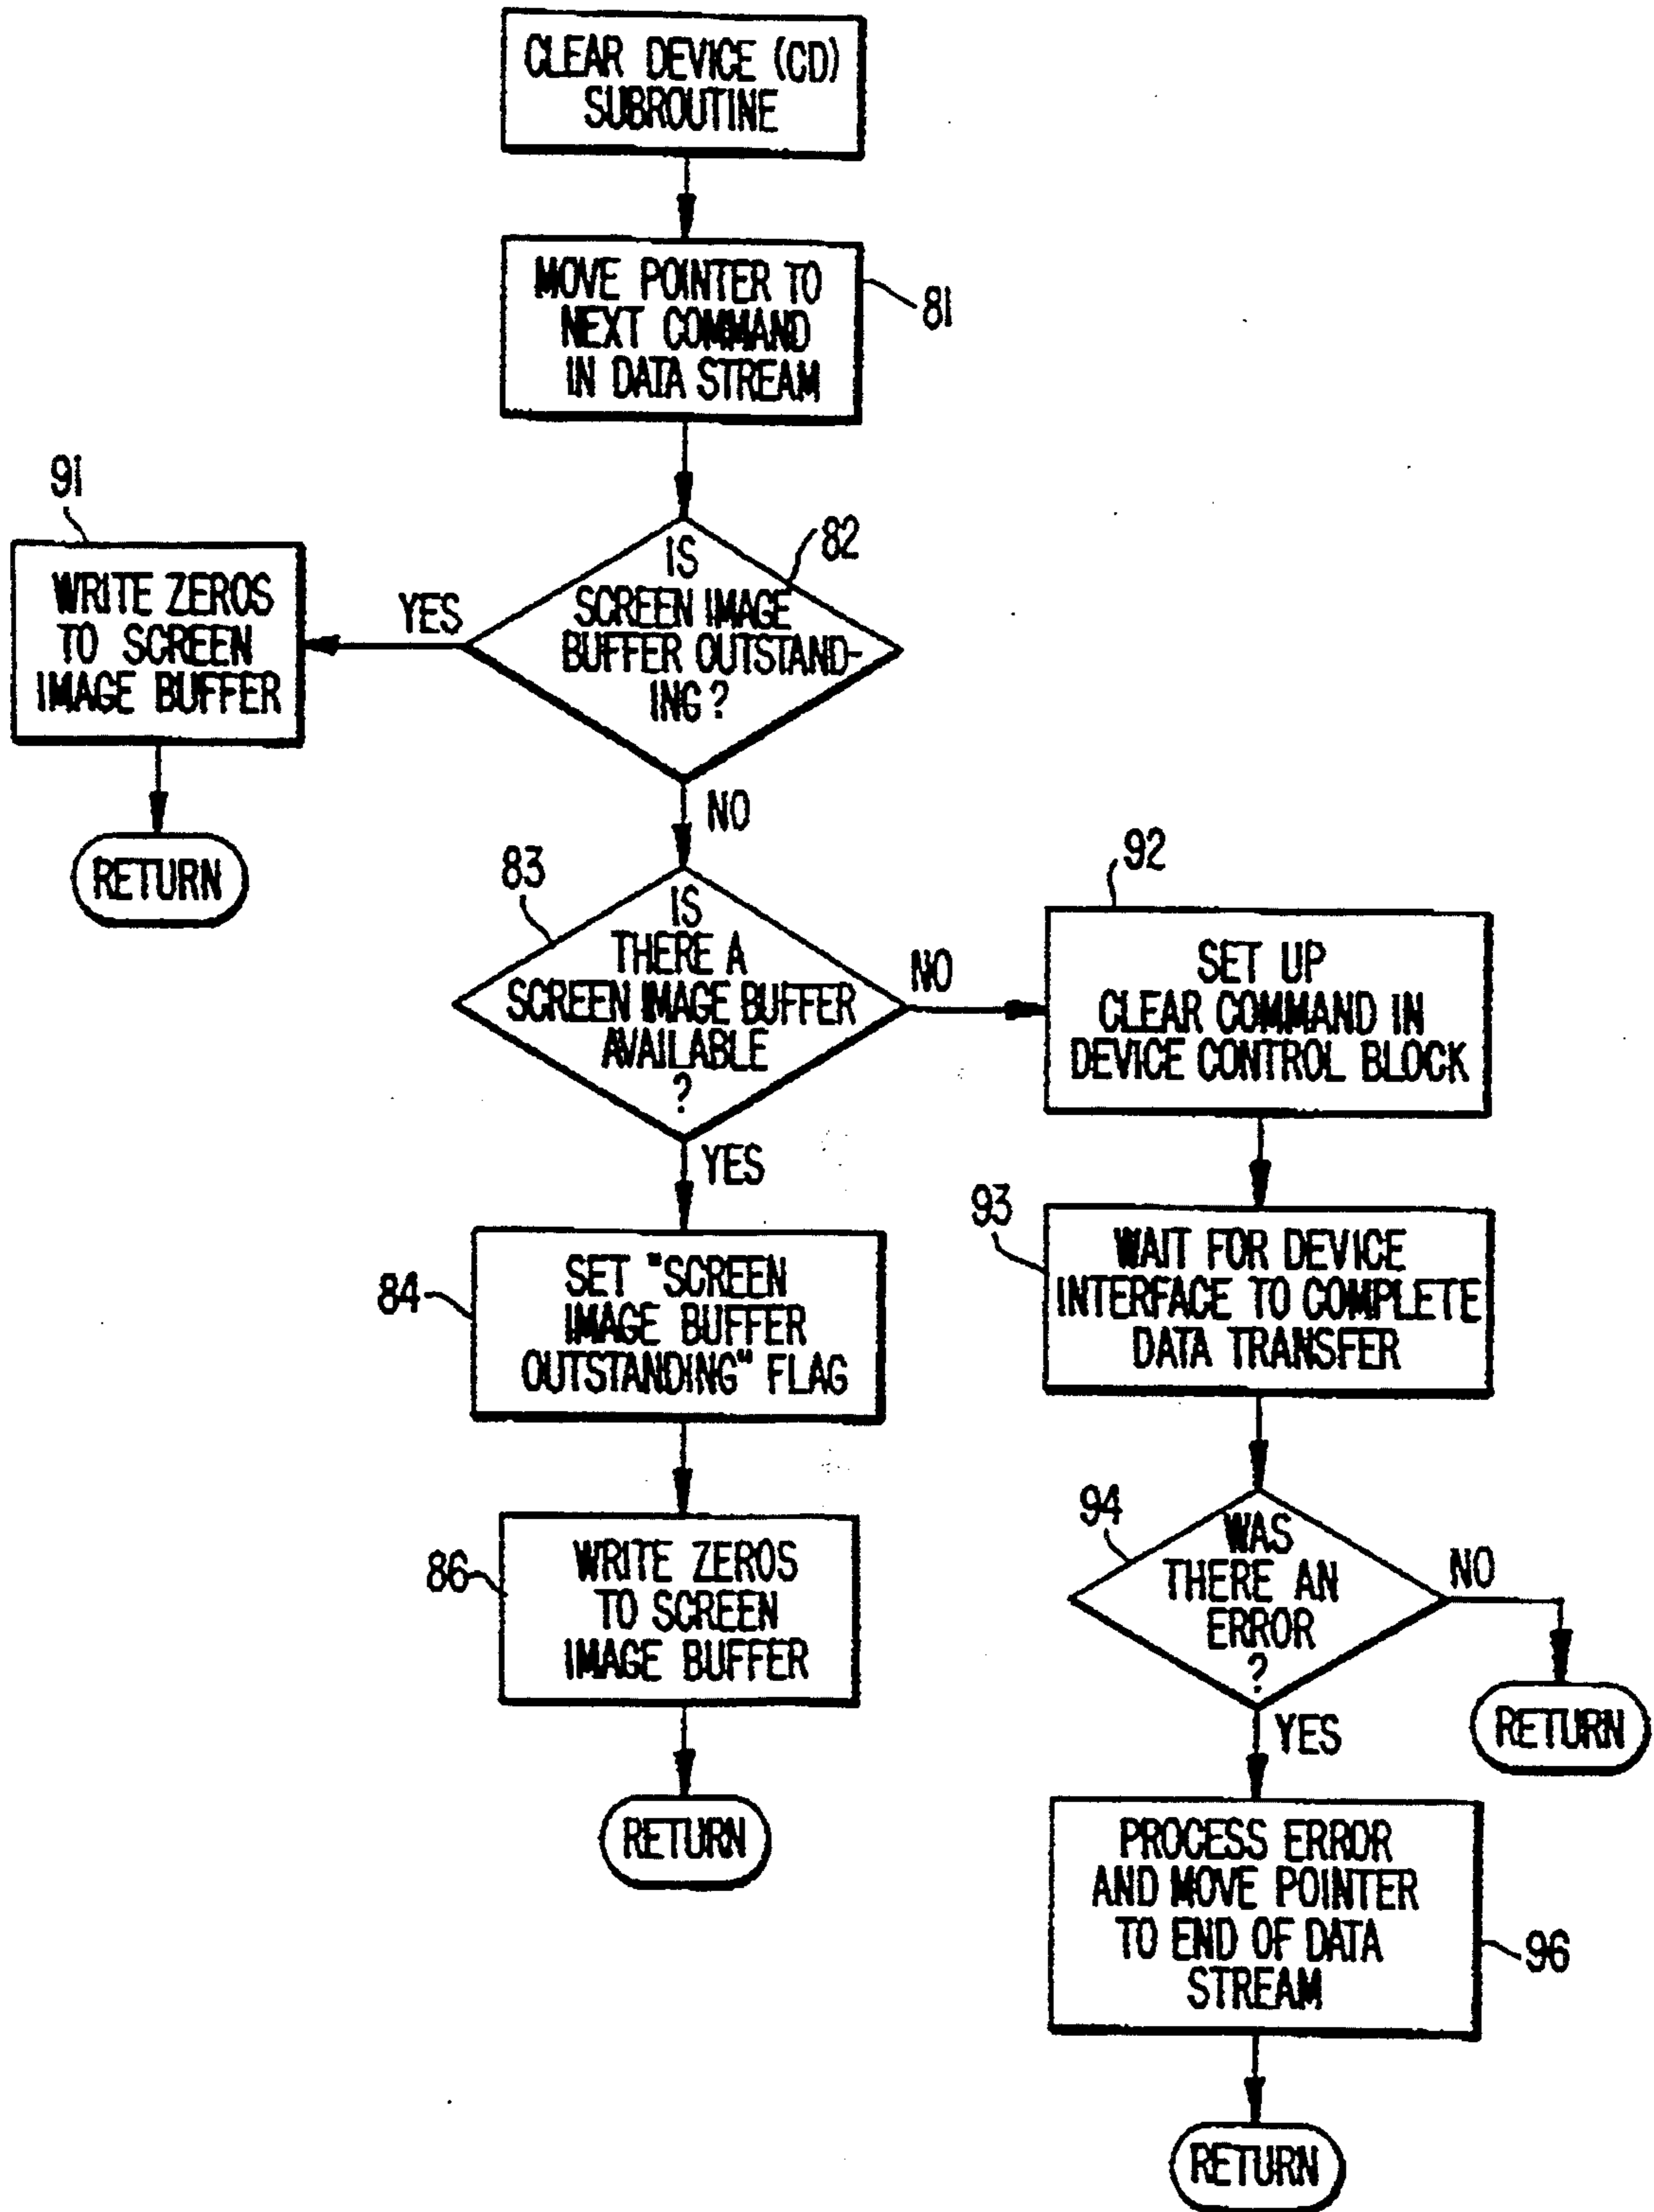 CLEAR DEVICE (CD)
SUBROUTINE
MOVE POINTER TO
NEXT COMMAND
IN DATA STREAM
81
91
WRITE ZEROS
TO SCREEN
IMAGE BUFFER
YES
IS
SCREEN IMAGE
BUFFER OUTSTAND-
ING?
82
RETURN
NO
83
IS
THERE A
SCREEN IMAGE BUFFER
AVAILABLE
?
NO
92
SET UP
CLEAR COMMAND IN
DEVICE CONTROL BLOCK
YES
84
SET "SCREEN
IMAGE BUFFER
OUTSTANDING" FLAG
93
WAIT FOR DEVICE
INTERFACE TO COMPLETE
DATA TRANSFER
86
WRITE ZEROS
TO SCREEN
IMAGE BUFFER
94
WAS
THERE AN
ERROR
?
NO
RETURN
YES
RETURN
PROCESS ERROR
AND MOVE POINTER
TO END OF DATA
STREAM
96
RETURN